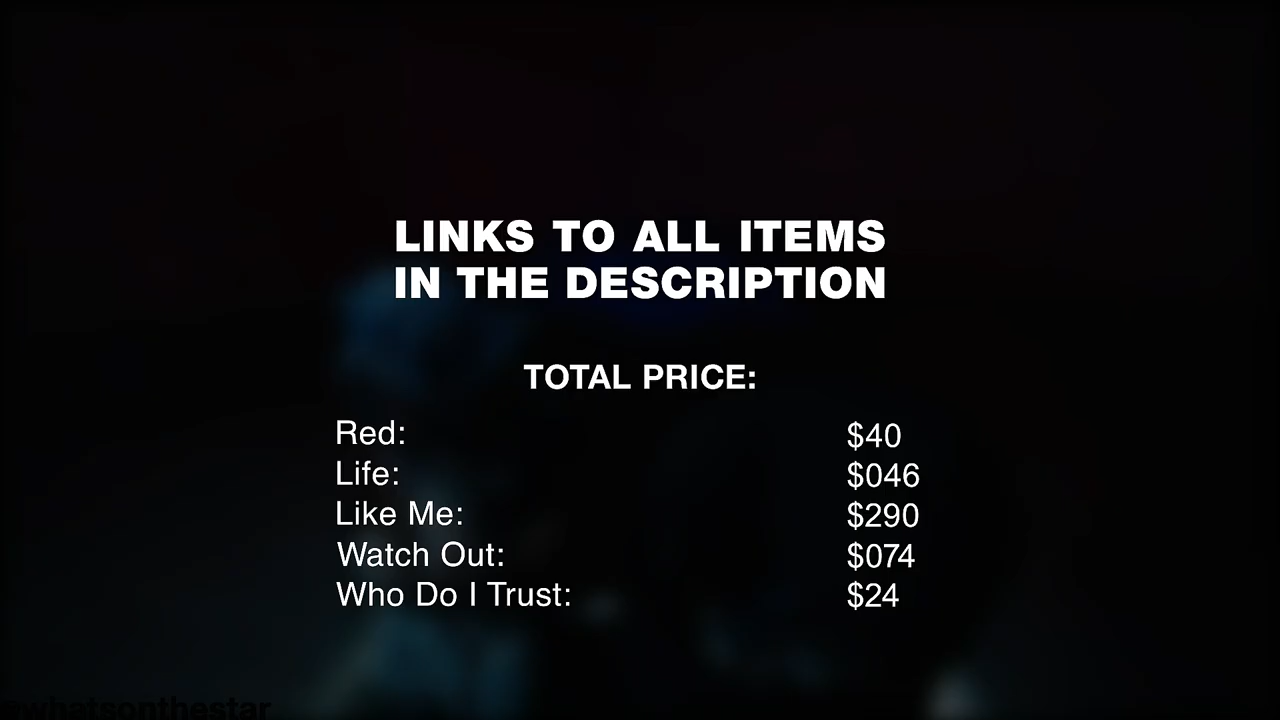 LINKS TO ALL ITEMS
IN THE DESCRIPTION
TOTAL PRICE:
Red: $40
Life: $046
Like Me: $290
Watch Out: $074
Who Do I Trust: $24
@whatsonthestar